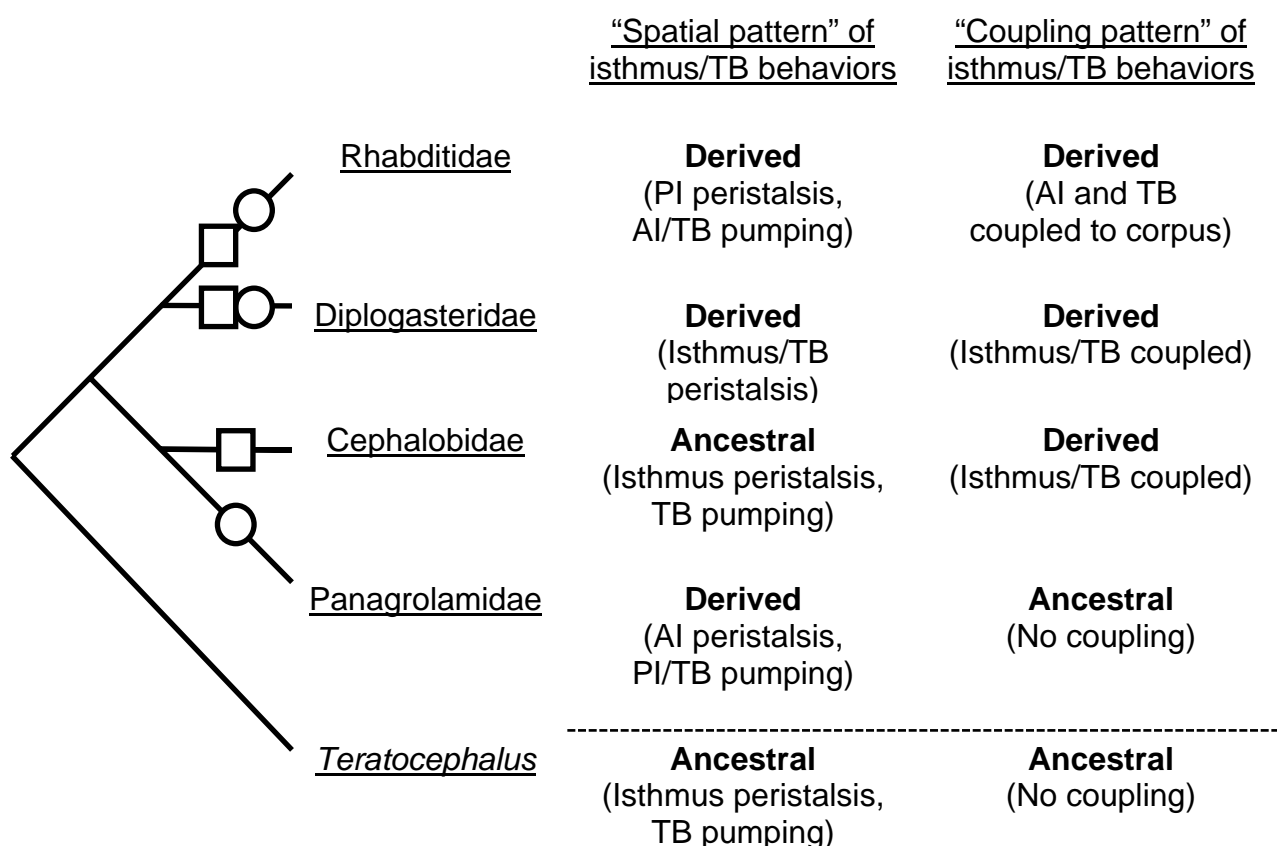 “Spatial pattern” of
isthmus/TB behaviors
“Coupling pattern” of
isthmus/TB behaviors
Rhabditidae
Derived
(PI peristalsis,
AI/TB pumping)
Derived
(AI and TB
coupled to corpus)
Diplogasteridae
Derived
(Isthmus/TB
peristalsis)
Derived
(Isthmus/TB coupled)
Cephalobidae
Ancestral
(Isthmus peristalsis,
TB pumping)
Derived
(Isthmus/TB coupled)
Panagrolamidae
Derived
(AI peristalsis,
PI/TB pumping)
Ancestral
(No coupling)
Teratocephalus
Ancestral
(Isthmus peristalsis,
TB pumping)
Ancestral
(No coupling)